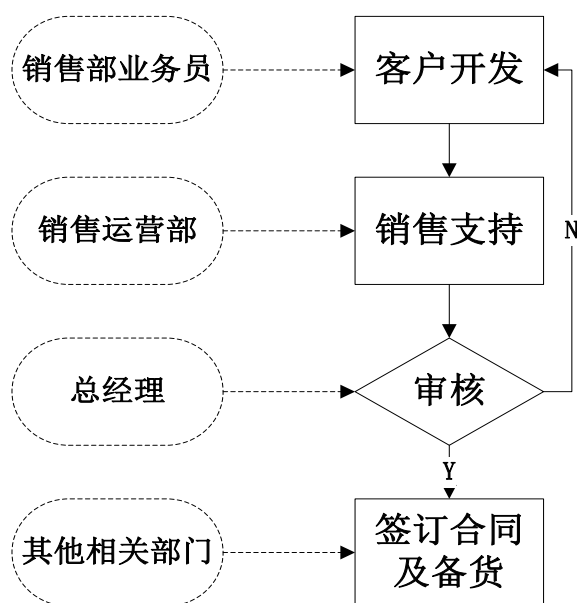 销售部业务员
客户开发
销售运营部
销售支持
N
总经理
审核
Y
其他相关部门
签订合同
及备货